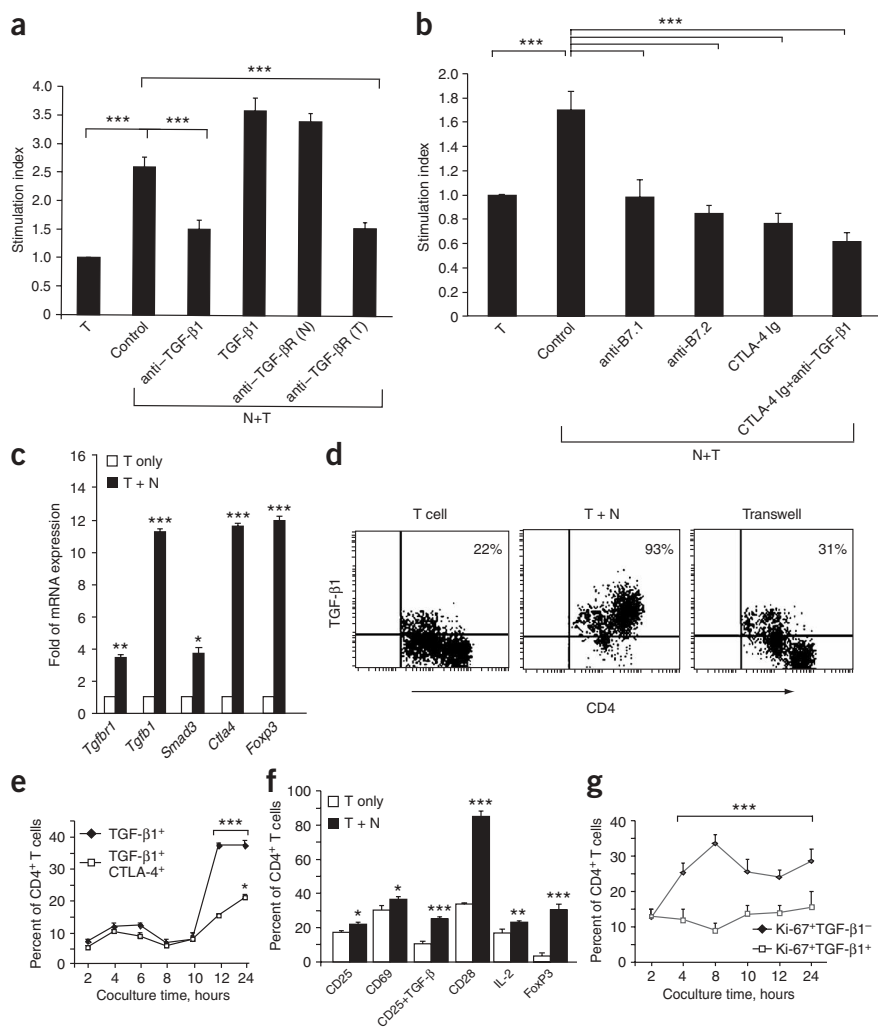 a
***
***
***
4.0
3.5
3.0
2.5
2.0
1.5
1.0
0.5
0.0
Stimulation index
T
Control
anti–TGF-β1
TGF-β1
anti–TGF-βR (N)
anti–TGF-βR (T)
N+T
b
***
***
2.0
1.8
1.6
1.4
1.2
1.0
0.8
0.6
0.4
0.2
0.0
Stimulation index
T
Control
anti-B7.1
anti-B7.2
CTLA-4 Ig
CTLA-4 Ig+anti–TGF-β1
N+T
c
T only
T + N
16
14
12
10
8
6
4
2
0
Fold of mRNA expression
**
***
*
***
***
Tgfbr1
Tgfb1
Smad3
Ctla4
Foxp3
d
T cell
T + N
Transwell
22%
93%
31%
TGF-β1
CD4
e
TGF-β1+
TGF-β1+
CTLA-4+
***
*
40
30
20
10
Percent of CD4+ T cells
2 4 6 8 10 12 24
Coculture time, hours
f
T only
T + N
100
80
60
40
20
0
Percent of CD4+ T cells
*
*
***
***
**
***
CD25
CD69
CD25+TGF-β
CD28
IL-2
FoxP3
g
***
40
30
20
10
0
Percent of CD4+ T cells
Ki-67+TGF-β1−
Ki-67+TGF-β1+
2 4 8 10 12 24
Coculture time, hours